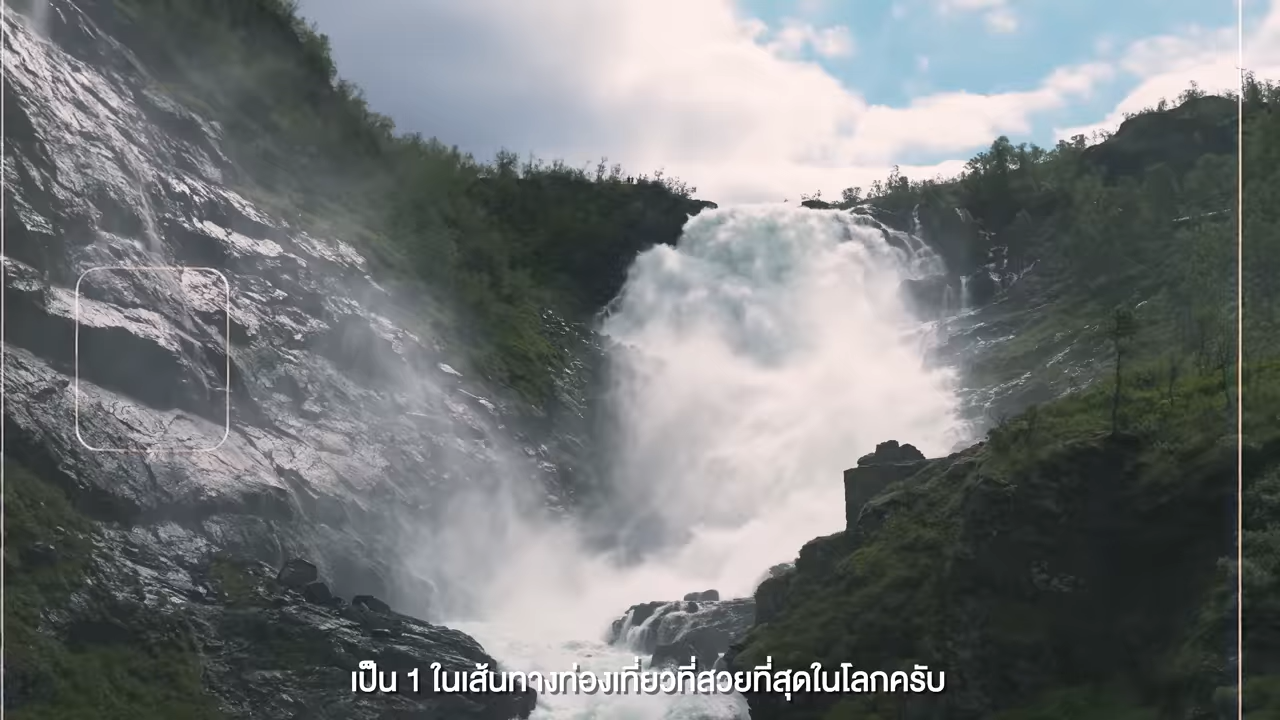 เป็น 1 ในเส้นทางท่องเที่ยวที่สวยที่สุดในโลกครับ